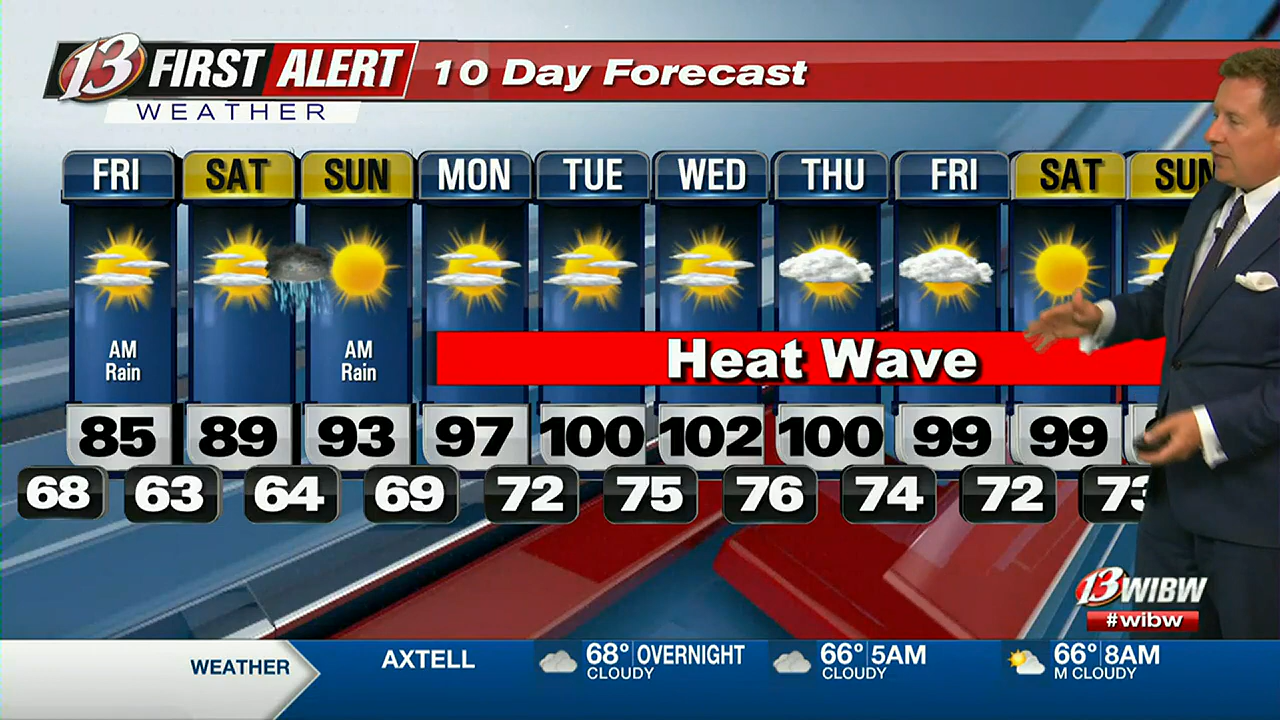 13 FIRST ALERT
WEATHER
10 Day Forecast
FRI SAT SUN MON TUE WED THU FRI SAT SUN
AM Rain
AM Rain
Heat Wave
85 89 93 97 100 102 100 99 99
68 63 64 69 72 75 76 74 72 73
13 WIBW
#wibw
WEATHER
AXTELL
68° OVERNIGHT
CLOUDY
66° 5AM
CLOUDY
66° 8AM
M CLOUDY